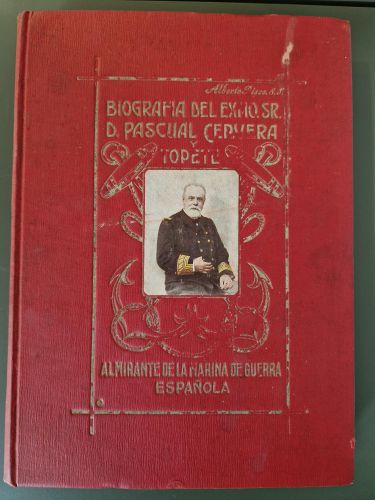 Alberto Risco S.J.
BIOGRAFIA DEL EXMO. SR.
D. PASCUAL CERVERA
Y
TOPETE
ALMIRANTE DE LA MARINA DE GUERRA
ESPAÑOLA